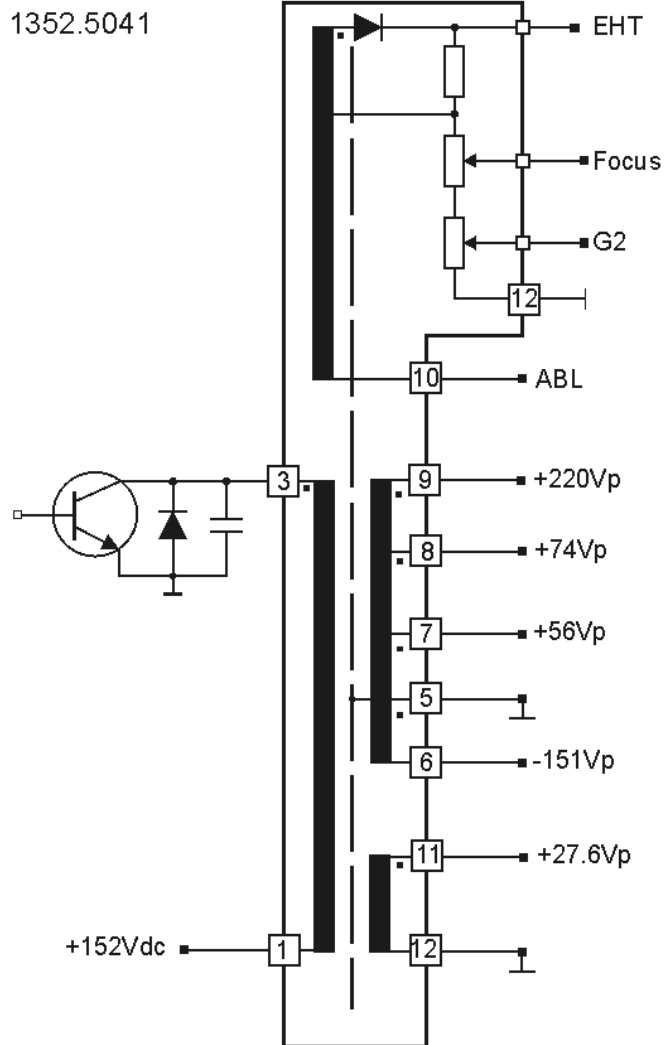 1352.5041
EHT
Focus
G2
12
10 ABL
3
9 +220Vp
8 +74Vp
7 +56Vp
5
6 -151Vp
11 +27.6Vp
+152Vdc 1
12